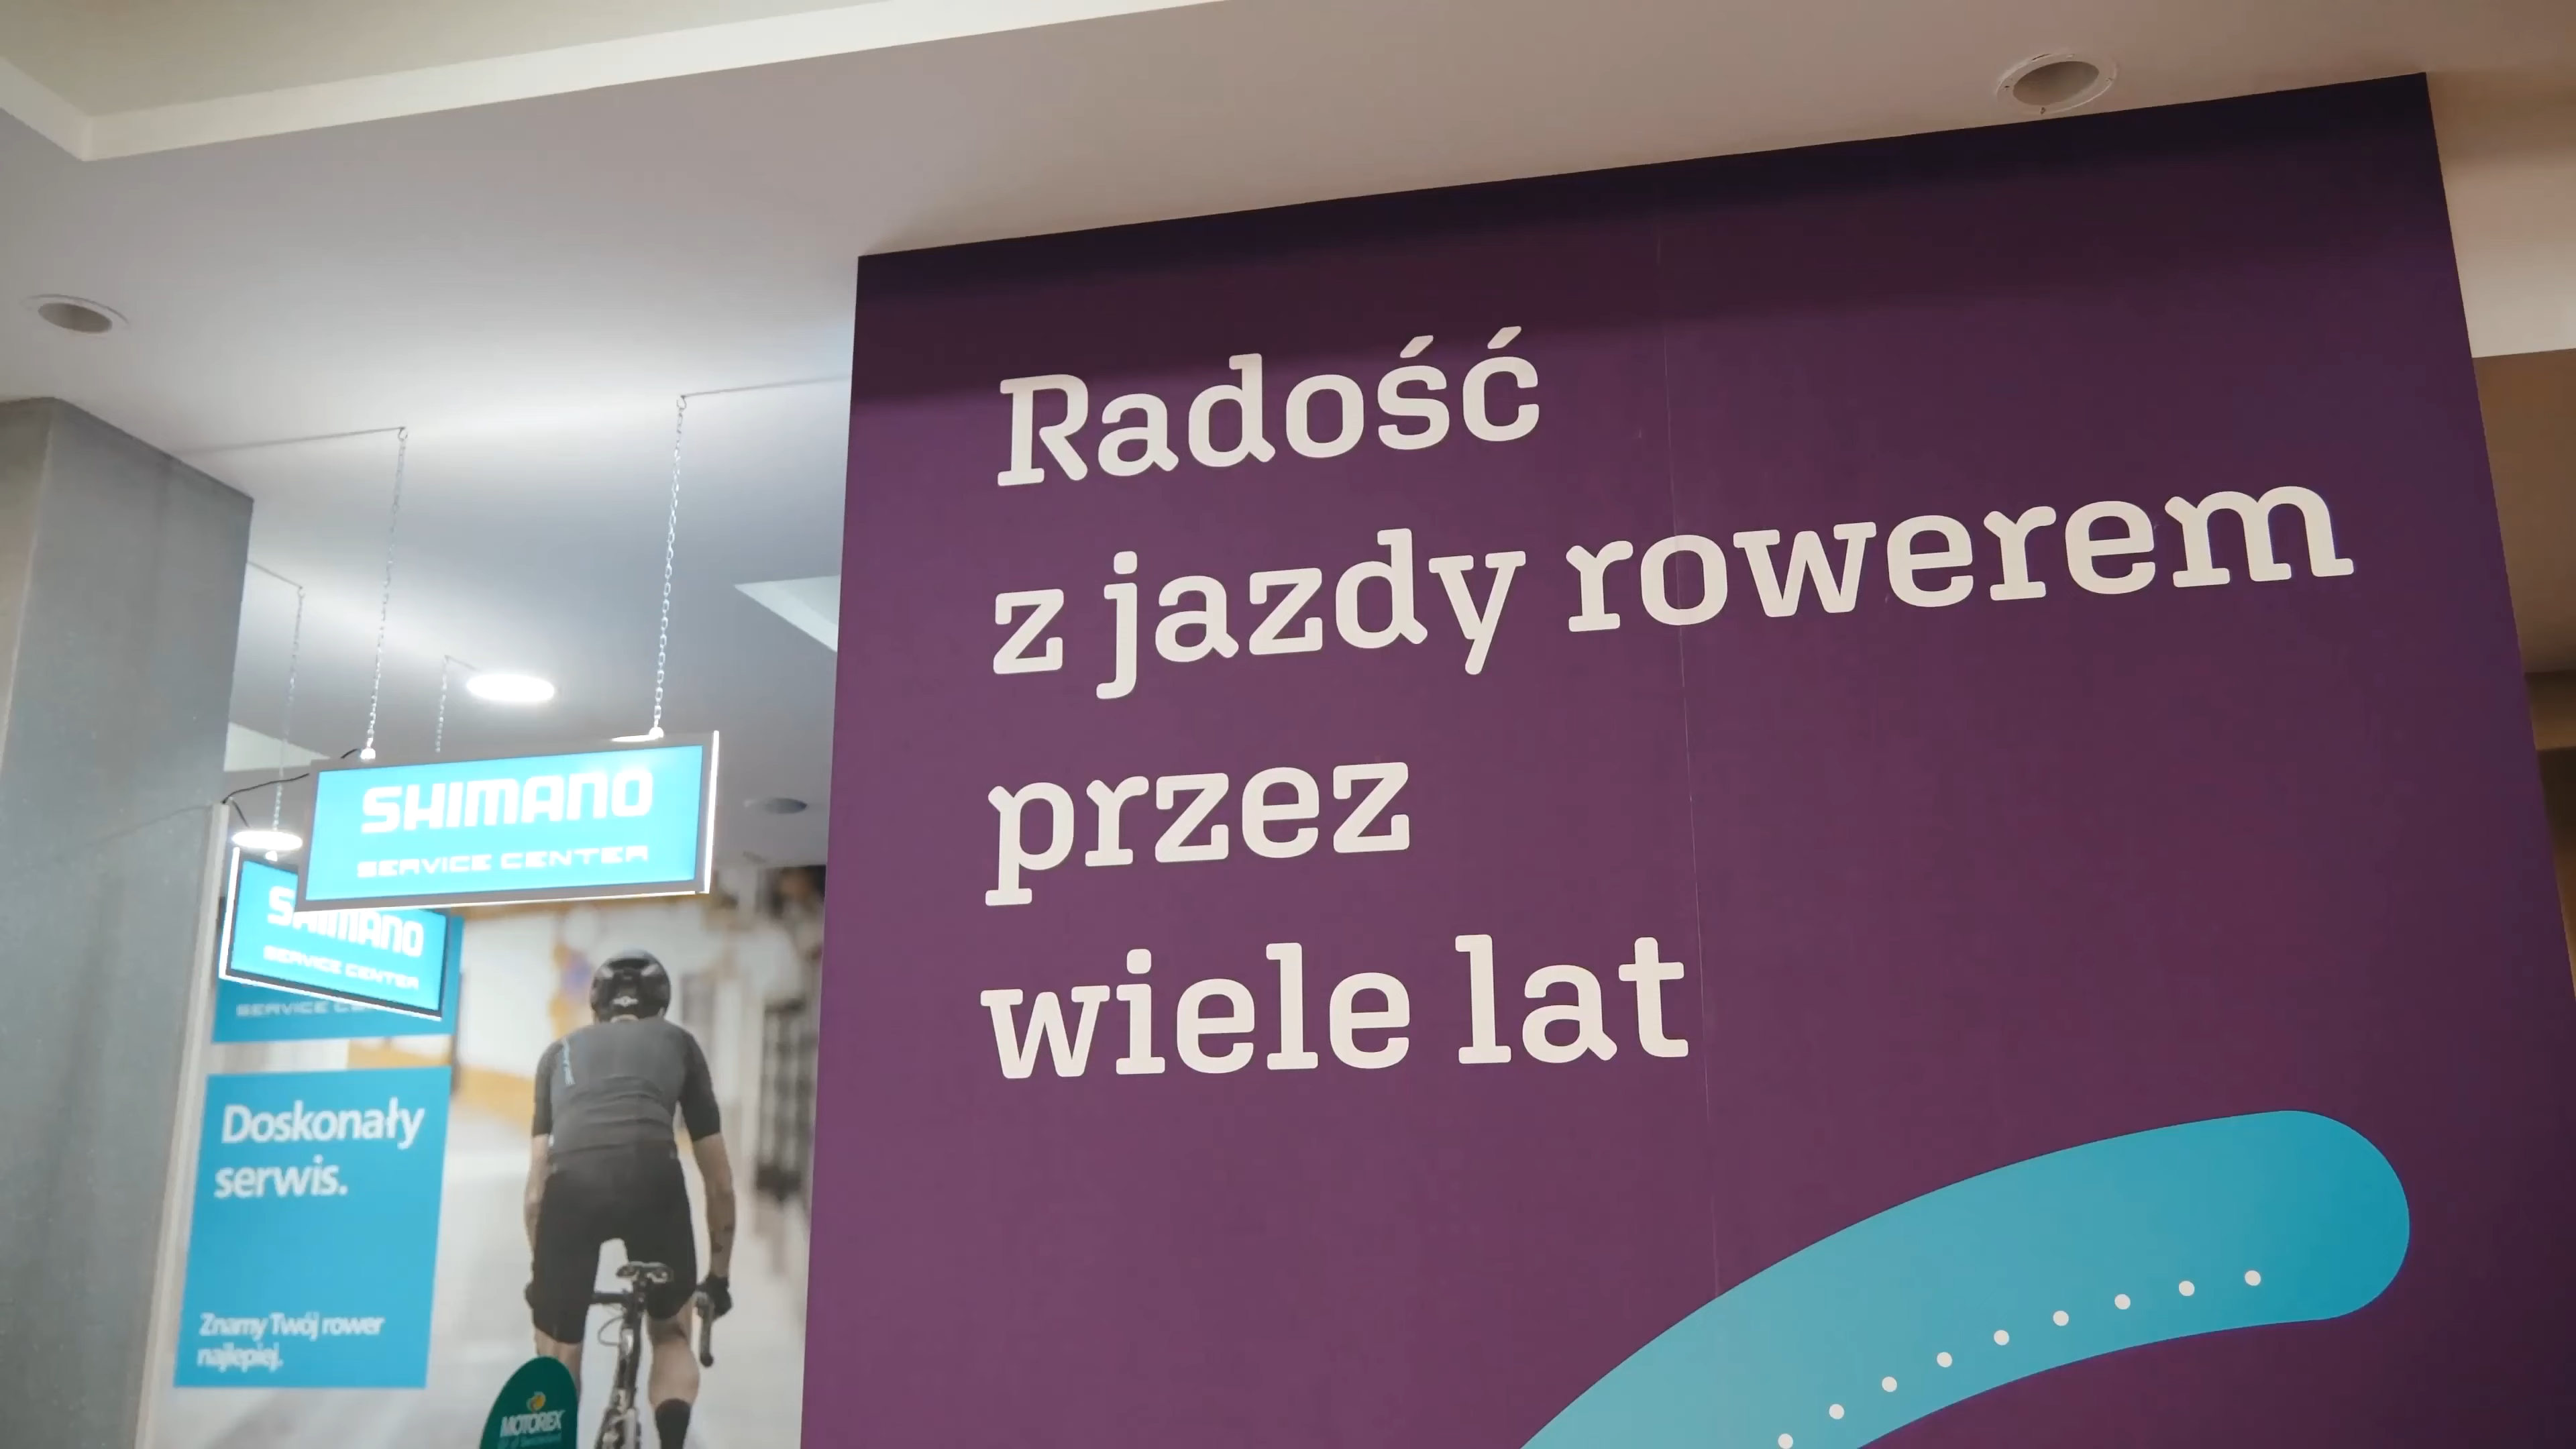 Radość
z jazdy rowerem
przez
wiele lat
SHIMANO
SERVICE CENTER
SHIMANO
SERVICE CENTER
SERVICE
Doskonały
serwis.
Znamy Twój rower
najlepiej.
MOTOREX